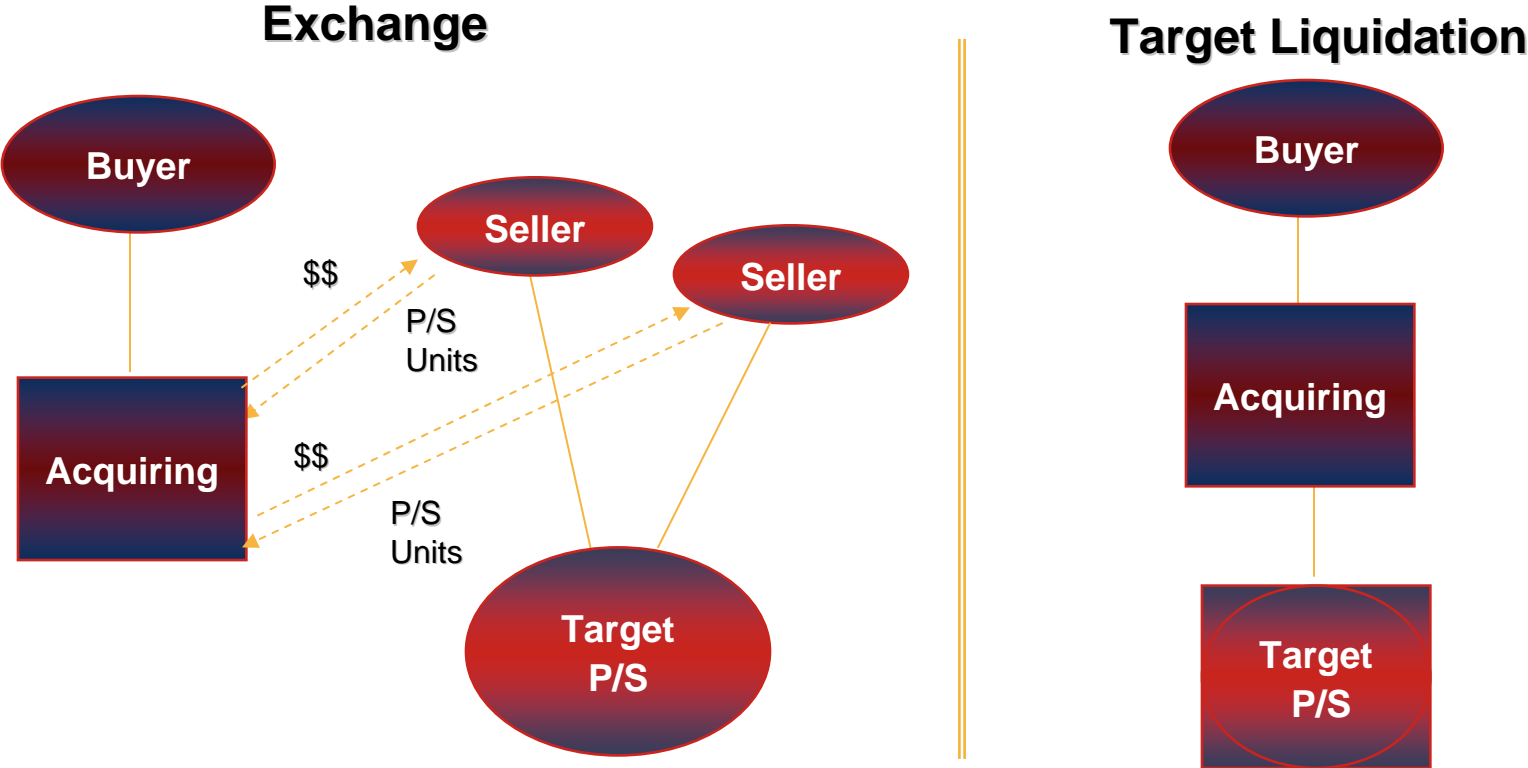 Exchange
Buyer
Seller
Seller
$$
P/S
Units
Acquiring
$$
P/S
Units
Target
P/S
Target Liquidation
Buyer
Acquiring
Target
P/S